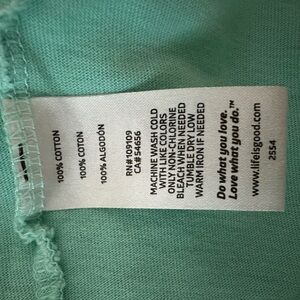 100% COTTON
100% COTON
100% ALGODÓN
RN#109109
CA#54656
MACHINE WASH COLD
WITH LIKE COLORS
ONLY NON-CHLORINE
BLEACH WHEN NEEDED
TUMBLE DRY LOW
WARM IRON IF NEEDED
Do what you love.
Love what you do.™
www.lifeisgood.com
2554